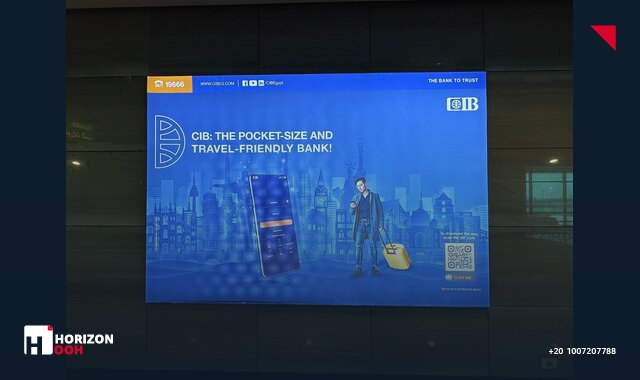 19666
WWW.CIBEG.COM
/CIBEgypt
THE BANK TO TRUST
CIB
CIB: THE POCKET-SIZE AND
TRAVEL-FRIENDLY BANK!
SCAN ME
HORIZON
OOH
+20 1007207788